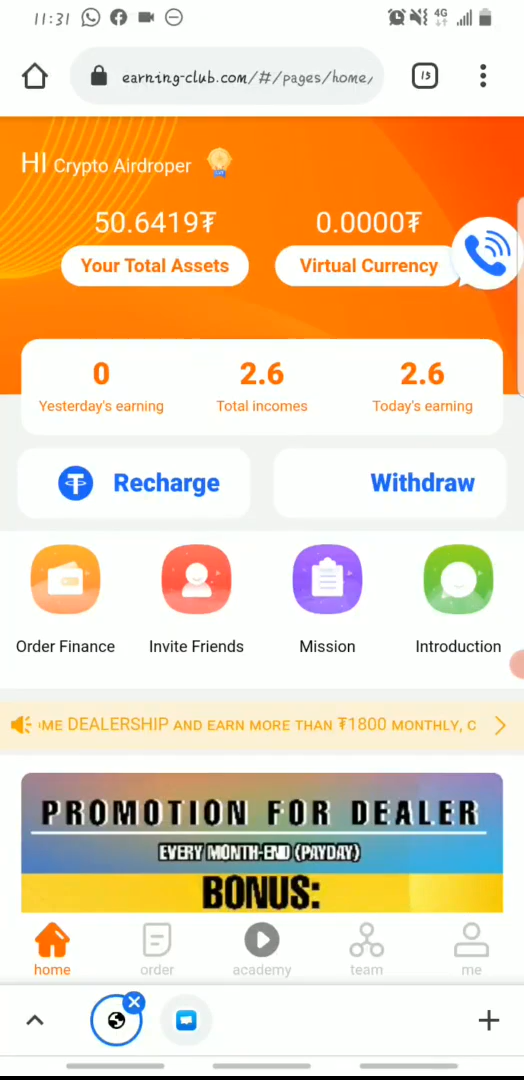 11:31 4G
earning-club.com/#/pages/home/ 15
HI Crypto Airdroper
50.6419₮ 0.0000₮
Your Total Assets Virtual Currency
0 2.6 2.6
Yesterday's earning Total incomes Today's earning
Recharge Withdraw
Order Finance Invite Friends Mission Introduction
ME DEALERSHIP AND EARN MORE THAN ₮1800 MONTHLY, C
PROMOTION FOR DEALER
EVERY MONTH-END (PAYDAY)
BONUS:
home order academy team me